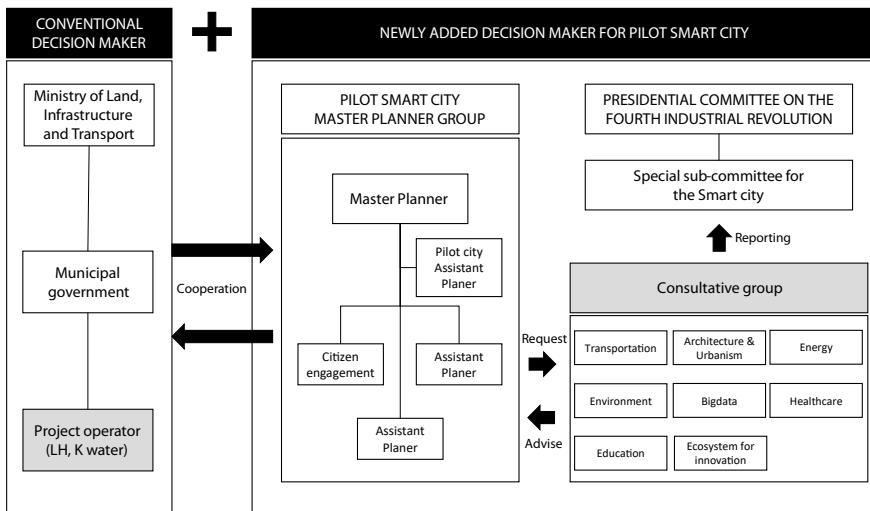 CONVENTIONAL
DECISION MAKER
NEWLY ADDED DECISION MAKER FOR PILOT SMART CITY
Ministry of Land,
Infrastructure
and Transport
Municipal
government
Project operator
(LH, K water)
Cooperation
PILOT SMART CITY
MASTER PLANNER GROUP
Master Planner
Pilot city
Assistant
Planer
Citizen
engagement
Assistant
Planer
Assistant
Planer
Request
Advise
PRESIDENTIAL COMMITTEE ON THE
FOURTH INDUSTRIAL REVOLUTION
Special sub-committee for
the Smart city
Reporting
Consultative group
Transportation
Architecture &
Urbanism
Energy
Environment
Bigdata
Healthcare
Education
Ecosystem for
innovation